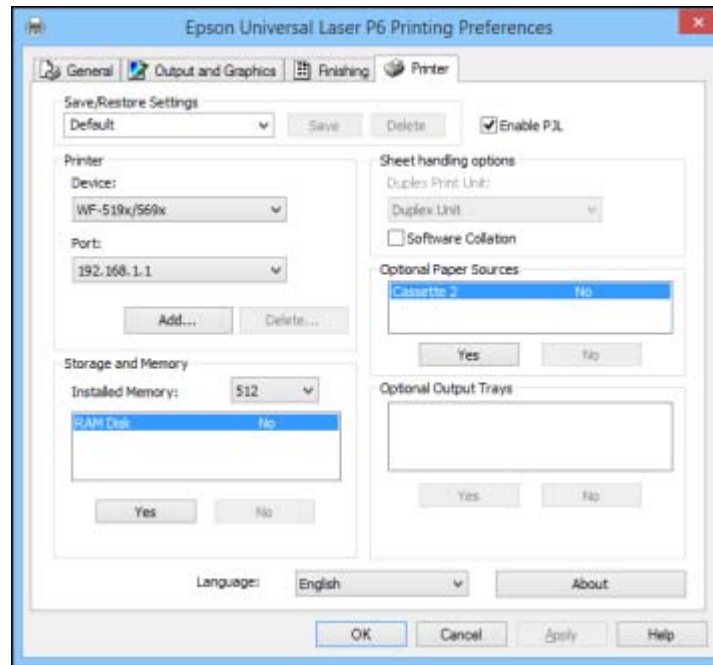 Epson Universal Laser P6 Printing Preferences
General Output and Graphics Finishing Printer
Save/Restore Settings
Default Save Delete Enable PJL
Printer
Device:
WF-519x/569x
Port:
192.168.1.1
Add... Delete...
Sheet handling options
Duplex Print Unit:
Duplex Unit
Software Collation
Optional Paper Sources
Cassette 2 No
Yes No
Storage and Memory
Installed Memory: 512
RAM Disk No
Yes No
Optional Output Trays
Yes No
Language: English About
OK Cancel Apply Help